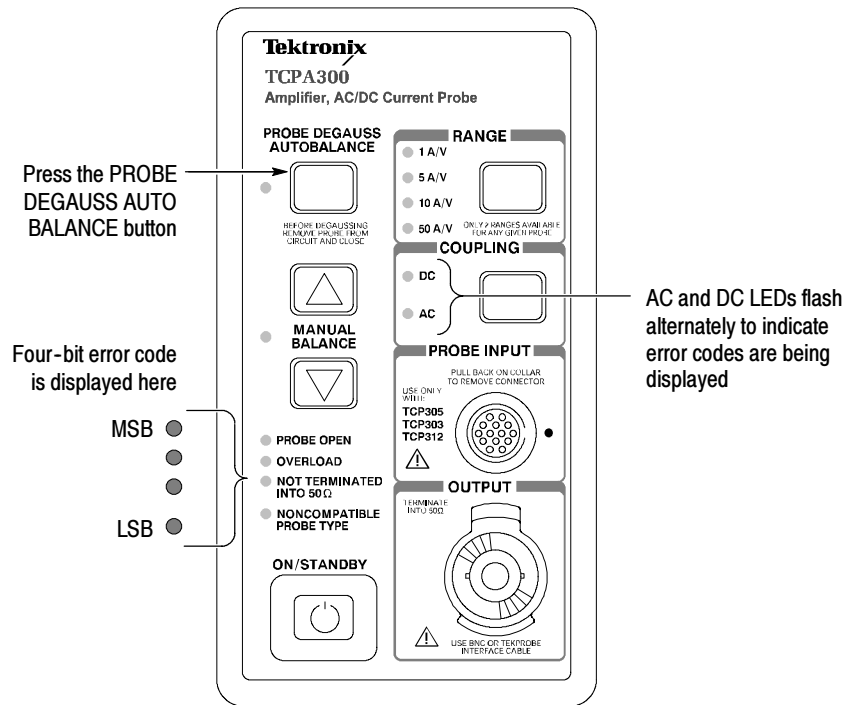 Tektronix
TCPA300
Amplifier, AC/DC Current Probe
PROBE DEGAUSS
AUTOBALANCE
BEFORE DEGAUSSING
REMOVE PROBE FROM
CIRCUIT AND CLOSE
MANUAL
BALANCE
PROBE OPEN
OVERLOAD
NOT TERMINATED
INTO 50Ω
NONCOMPATIBLE
PROBE TYPE
ON/STANDBY
RANGE
1 A/V
5 A/V
10 A/V
50 A/V
ONLY 2 RANGES AVAILABLE
FOR ANY GIVEN PROBE
COUPLING
DC
AC
PROBE INPUT
PULL BACK ON COLLAR
TO REMOVE CONNECTOR
USE ONLY
WITH:
TCP305
TCP303
TCP312
OUTPUT
TERMINATE
INTO 50Ω
USE BNC OR TEKPROBE
INTERFACE CABLE
Press the PROBE
DEGAUSS AUTO
BALANCE button
Four-bit error code
is displayed here
MSB
LSB
AC and DC LEDs flash
alternately to indicate
error codes are being
displayed